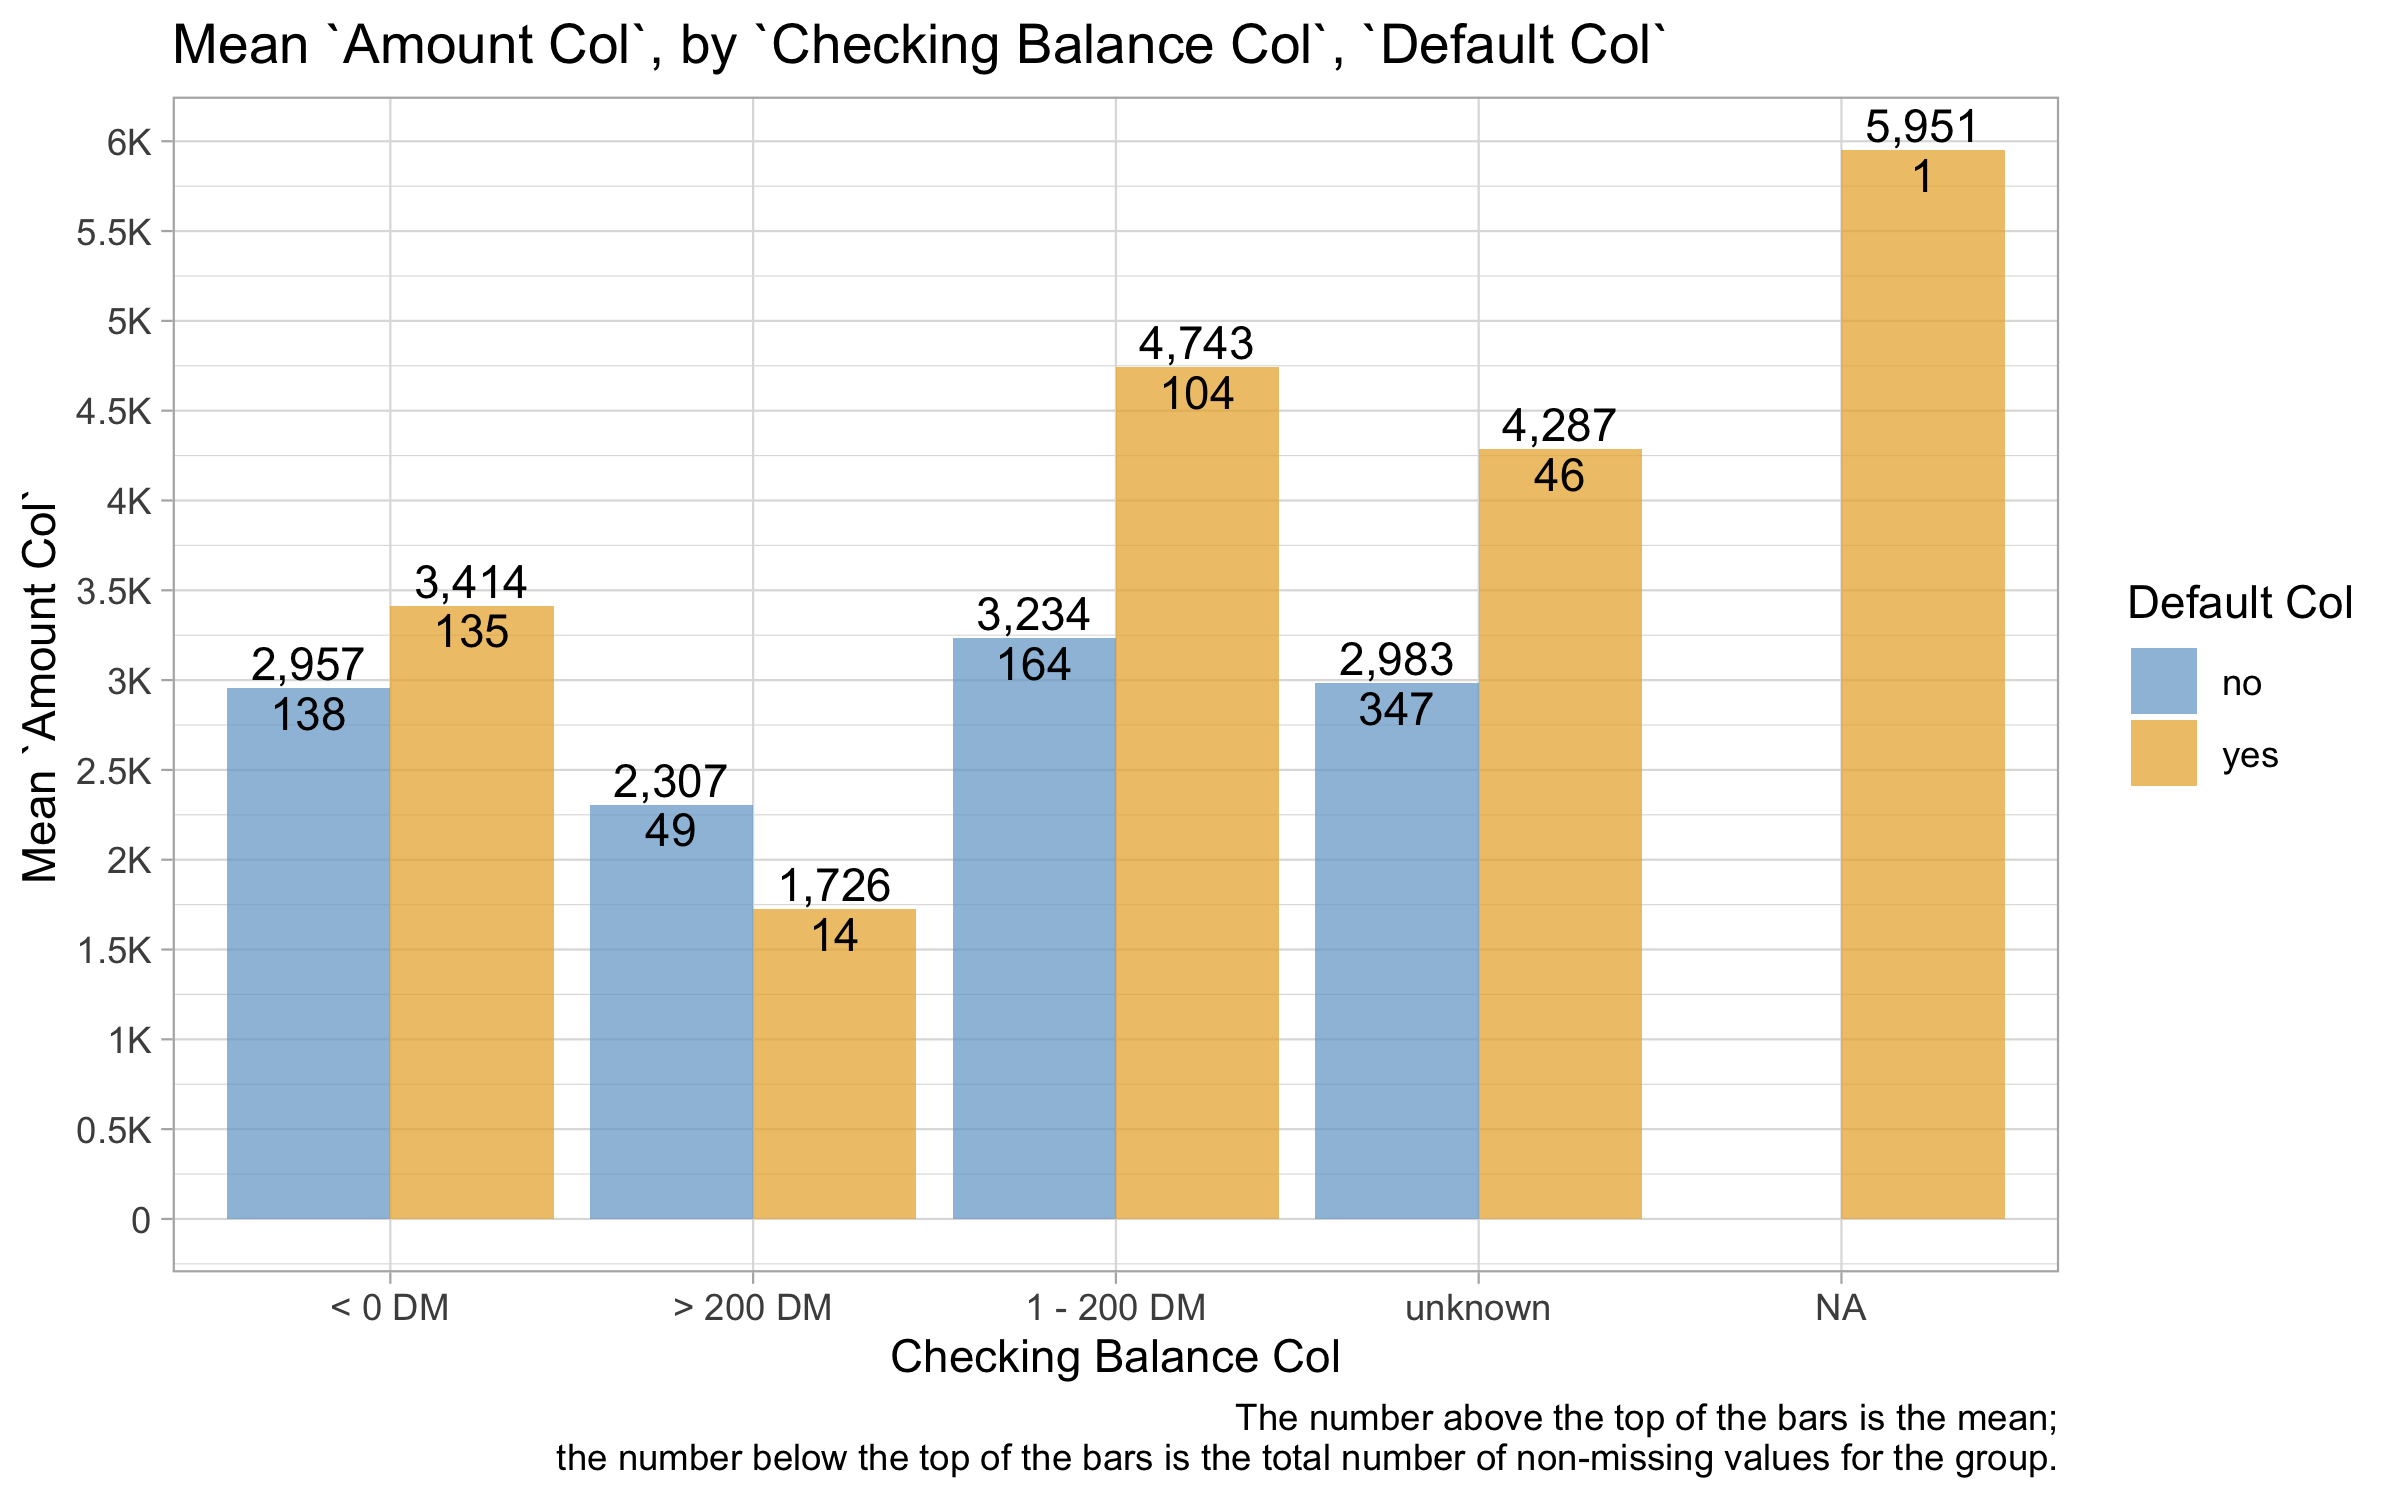 Mean `Amount Col`, by `Checking Balance Col`, `Default Col`
Mean `Amount Col`
6K
5.5K
5K
4.5K
4K
3.5K
3K
2.5K
2K
1.5K
1K
0.5K
0
2,957
138
3,414
135
2,307
49
1,726
14
3,234
164
4,743
104
2,983
347
4,287
46
5,951
1
< 0 DM
> 200 DM
1 - 200 DM
unknown
NA
Checking Balance Col
Default Col
no
yes
The number above the top of the bars is the mean;
the number below the top of the bars is the total number of non-missing values for the group.